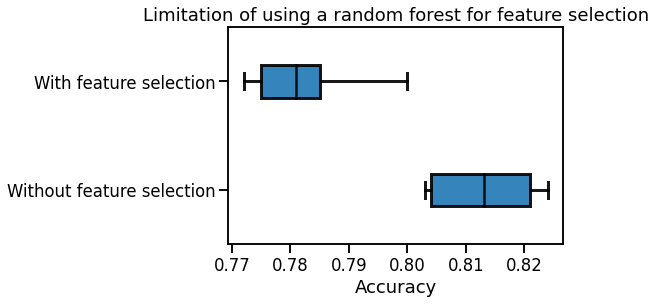 Limitation of using a random forest for feature selection
With feature selection
Without feature selection
0.77 0.78 0.79 0.80 0.81 0.82
Accuracy